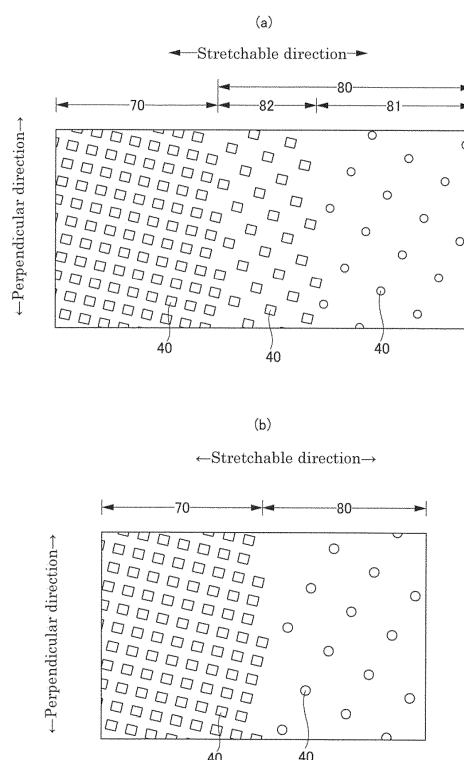 (a)
←Stretchable direction→
80
70 82 81
←Perpendicular direction→
40 40 40
(b)
←Stretchable direction→
70 80
←Perpendicular direction→
40 40